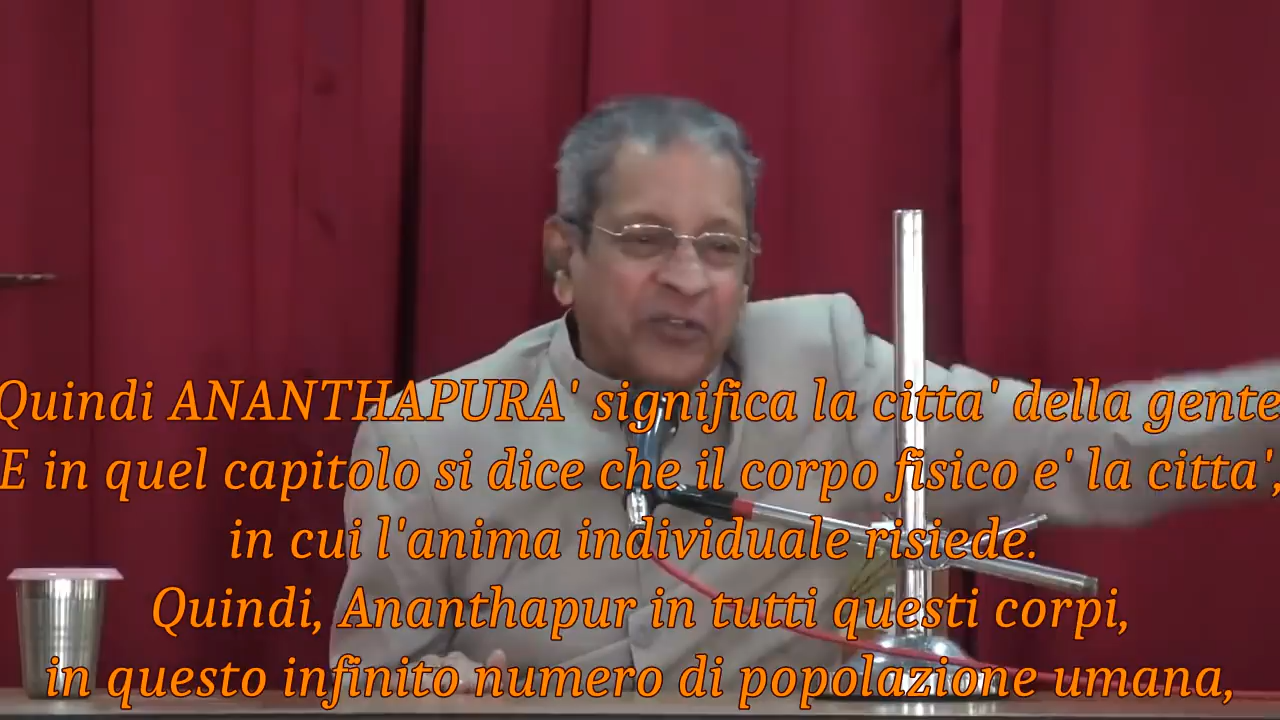 Quindi ANANTHAPURA' significa la citta' della gente
E in quel capitolo si dice che il corpo fisico e' la citta',
in cui l'anima individuale risiede.
Quindi, Ananthapur in tutti questi corpi,
in questo infinito numero di popolazione umana,